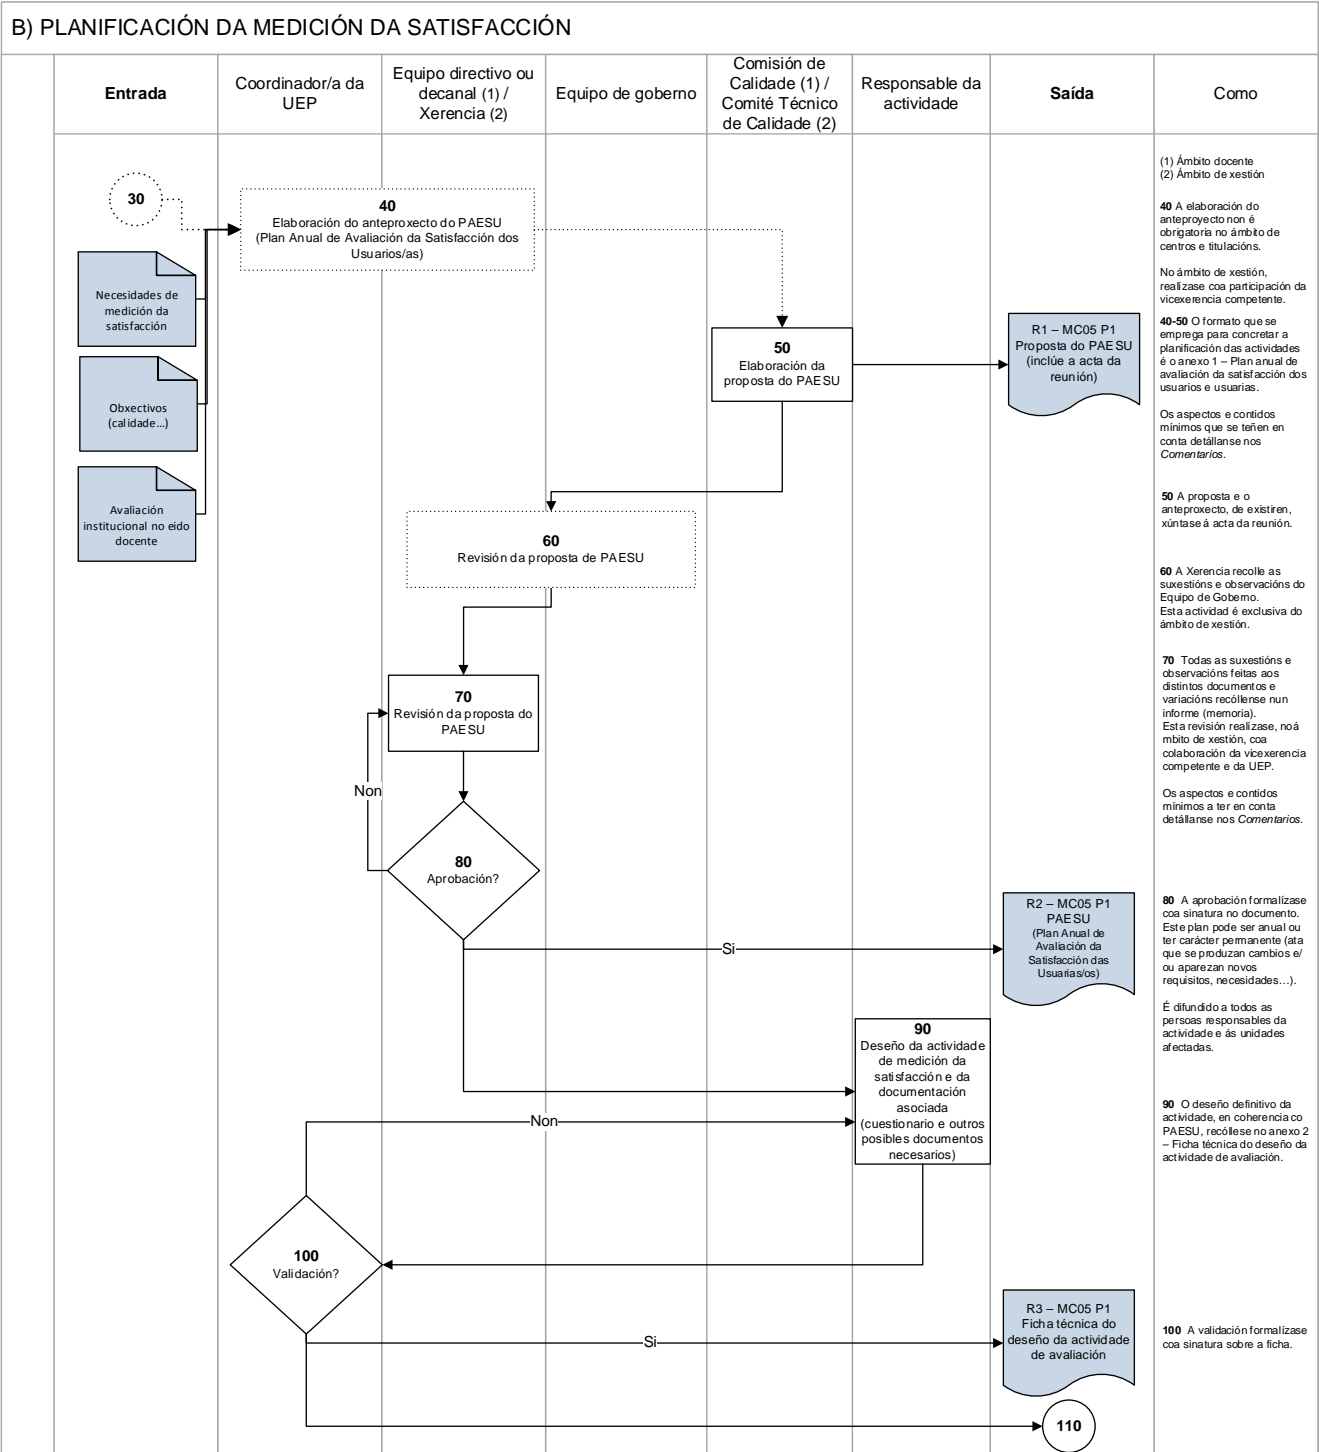 B) PLANIFICACIÓN DA MEDICIÓN DA SATISFACCIÓN
Entrada
Coordinador/a da
UEP
Equipo directivo ou
decanal (1) /
Xerencia (2)
Equipo de goberno
Comisión de
Calidade (1) /
Comité Técnico
de Calidade (2)
Responsable da
actividade
Saída
Como
30
40
Elaboración do anteproxecto do PAESU
(Plan Anual de Avaliación da Satisfacción dos
Usuarios/as)
Necesidades de
medición da
satisfacción
Obxectivos
(calidade...)
Avaliación
institucional no eido
docente
50
Elaboración da
proposta do PAESU
R1 – MC05 P1
Proposta do PAESU
(inclúe a acta da
reunión)
60
Revisión da proposta de PAESU
70
Revisión da proposta do
PAESU
Non
80
Aprobación?
Si
R2 – MC05 P1
PAESU
(Plan Anual de
Avaliación da
Satisfacción das
Usuarias/os)
90
Deseño da actividade
de medición da
satisfacción e da
documentación
asociada
(cuestionario e outros
posibles documentos
necesarios)
Non
100
Validación?
Si
R3 – MC05 P1
Ficha técnica do
deseño da actividade
de avaliación
110
(1) Ámbito docente
(2) Ámbito de xestión
40 A elaboración do
anteproyecto non é
obrigatoria no ámbito de
centros e titulacións.
No ámbito de xestión,
realízase coa participación da
vicexerencia competente.
40-50 O formato que se
emprega para concretar a
planificación das actividades
é o anexo 1 – Plan anual de
avaliación da satisfacción dos
usuarios e usuarias.
Os aspectos e contidos
mínimos que se teñen en
conta detállanse nos
Comentarios.
50 A proposta e o
anteproxecto, de existiren,
xúntase á acta da reunión.
60 A Xerencia recolle as
suxestións e observacións do
Equipo de Goberno.
Esta actividad é exclusiva do
ámbito de xestión.
70 Todas as suxestións e
observacións feitas aos
distintos documentos e
variacións recóllense nun
informe (memoria).
Esta revisión realízase, noá
mbito de xestión, coa
colaboración da vicexerencia
competente e da UEP.
Os aspectos e contidos
mínimos a ter en conta
detállanse nos Comentarios.
80 A aprobación formalízase
coa sinatura no documento.
Este plan pode ser anual ou
ter carácter permanente (ata
que se produzan cambios e/
ou aparezan novos
requisitos, necesidades...).
É difundido a todos as
persoas responsables da
actividade e ás unidades
afectadas.
90 O deseño definitivo da
actividade, en coherencia co
PAESU, recóllese no anexo 2
– Ficha técnica do deseño da
actividade de avaliación.
100 A validación formalízase
coa sinatura sobre a ficha.